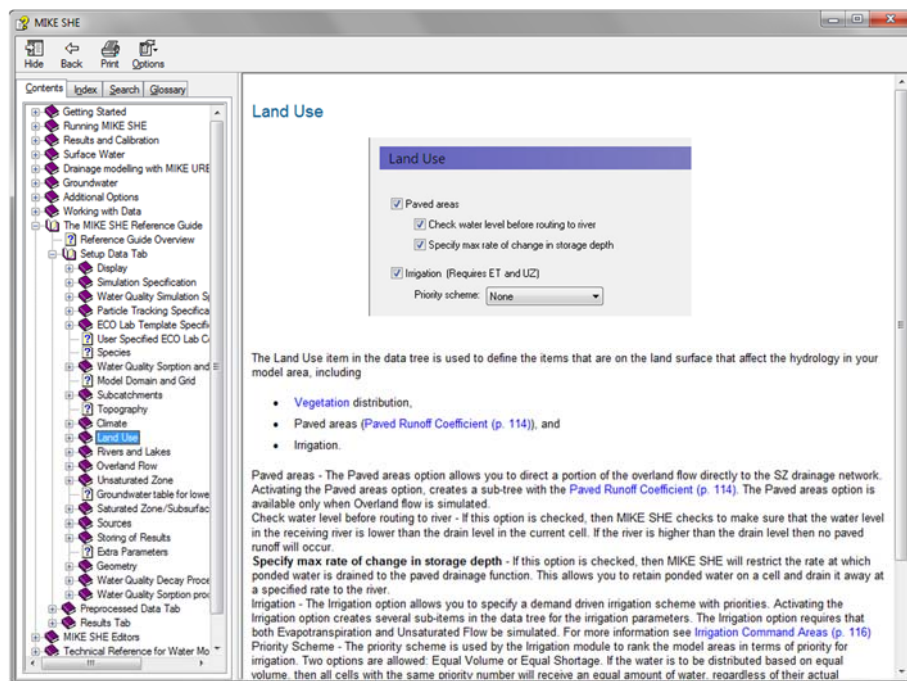 MIKE SHE
Hide Back Print Options
Contents Index Search Glossary
Getting Started
Running MIKE SHE
Results and Calibration
Surface Water
Drainage modelling with MIKE URE
Groundwater
Additional Options
Working with Data
The MIKE SHE Reference Guide
Reference Guide Overview
Setup Data Tab
Display
Simulation Specification
Water Quality Simulation Sp
Particle Tracking Specifica
ECO Lab Template Specifi
User Specified ECO Lab C
Species
Water Quality Sorption and
Model Domain and Grid
Subcatchments
Topography
Climate
Land Use
Rivers and Lakes
Overland Flow
Unsaturated Zone
Groundwater table for lowe
Saturated Zone/Subsurfac
Sources
Storing of Results
Extra Parameters
Geometry
Water Quality Decay Proce
Water Quality Sorption proc
Preprocessed Data Tab
Results Tab
MIKE SHE Editors
Technical Reference for Water Mo
Land Use
Land Use
Paved areas
Check water level before routing to river
Specify max rate of change in storage depth
Irrigation (Requires ET and UZ)
Priority scheme: None
The Land Use item in the data tree is used to define the items that are on the land surface that affect the hydrology in your
model area, including
• Vegetation distribution,
• Paved areas (Paved Runoff Coefficient (p. 114)), and
• Irrigation.
Paved areas - The Paved areas option allows you to direct a portion of the overland flow directly to the SZ drainage network.
Activating the Paved areas option, creates a sub-tree with the Paved Runoff Coefficient (p. 114). The Paved areas option is
available only when Overland flow is simulated.
Check water level before routing to river - If this option is checked, then MIKE SHE checks to make sure that the water level
in the receiving river is lower than the drain level in the current cell. If the river is higher than the drain level then no paved
runoff will occur.
Specify max rate of change in storage depth - If this option is checked, then MIKE SHE will restrict the rate at which
ponded water is drained to the paved drainage function. This allows you to retain ponded water on a cell and drain it away at
a specified rate to the river.
Irrigation - The Irrigation option allows you to specify a demand driven irrigation scheme with priorities. Activating the
Irrigation option creates several sub-items in the data tree for the irrigation parameters. The Irrigation option requires that
both Evapotranspiration and Unsaturated Flow be simulated. For more information see Irrigation Command Areas (p. 116)
Priority Scheme - The priority scheme is used by the Irrigation module to rank the model areas in terms of priority for
irrigation. Two options are allowed: Equal Volume or Equal Shortage. If the water is to be distributed based on equal
volume, then all cells with the same priority number will receive an equal amount of water, regardless of their actual